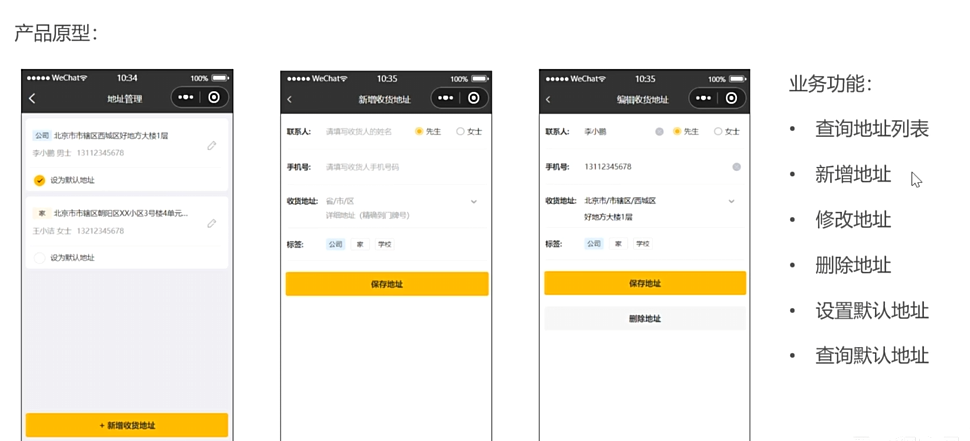 产品原型：
WeChat 10:34 100%
地址管理
公司 北京市市辖区西城区好地方大楼1层
李小鹏 男士 13112345678
设为默认地址
家 北京市市辖区朝阳区XX小区3号楼4单元...
王小洁 女士 13212345678
设为默认地址
+ 新增收货地址
WeChat 10:35 100%
新增收货地址
联系人： 请填写收货人的姓名 先生 女士
手机号： 请填写收货人手机号码
收货地址： 省/市/区
详细地址（精确到门牌号）
标签： 公司 家 学校
保存地址
WeChat 10:35 100%
编辑收货地址
联系人： 李小鹏 先生 女士
手机号： 13112345678
收货地址： 北京市/市辖区/西城区
好地方大楼1层
标签： 公司 家 学校
保存地址
删除地址
业务功能：
• 查询地址列表
• 新增地址
• 修改地址
• 删除地址
• 设置默认地址
• 查询默认地址